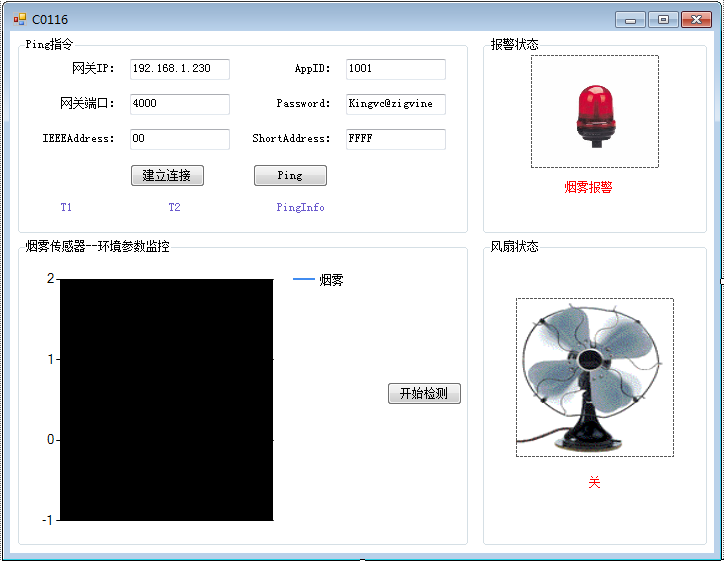 C0116
Ping指令
网关IP: 192.168.1.230 AppID: 1001
网关端口: 4000 Password: Kingvc@zigvine
IEEEAddress: 00 ShortAddress: FFFF
建立连接 Ping
T1 T2 PingInfo
报警状态
烟雾报警
烟雾传感器--环境参数监控
2
1
0
-1
烟雾
开始检测
风扇状态
关